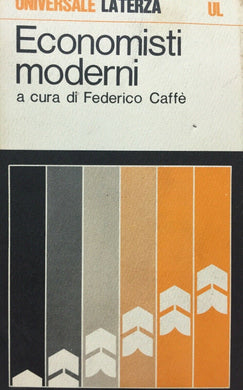 UNIVERSALE LATERZA UL
Economisti
moderni
a cura di Federico Caffè